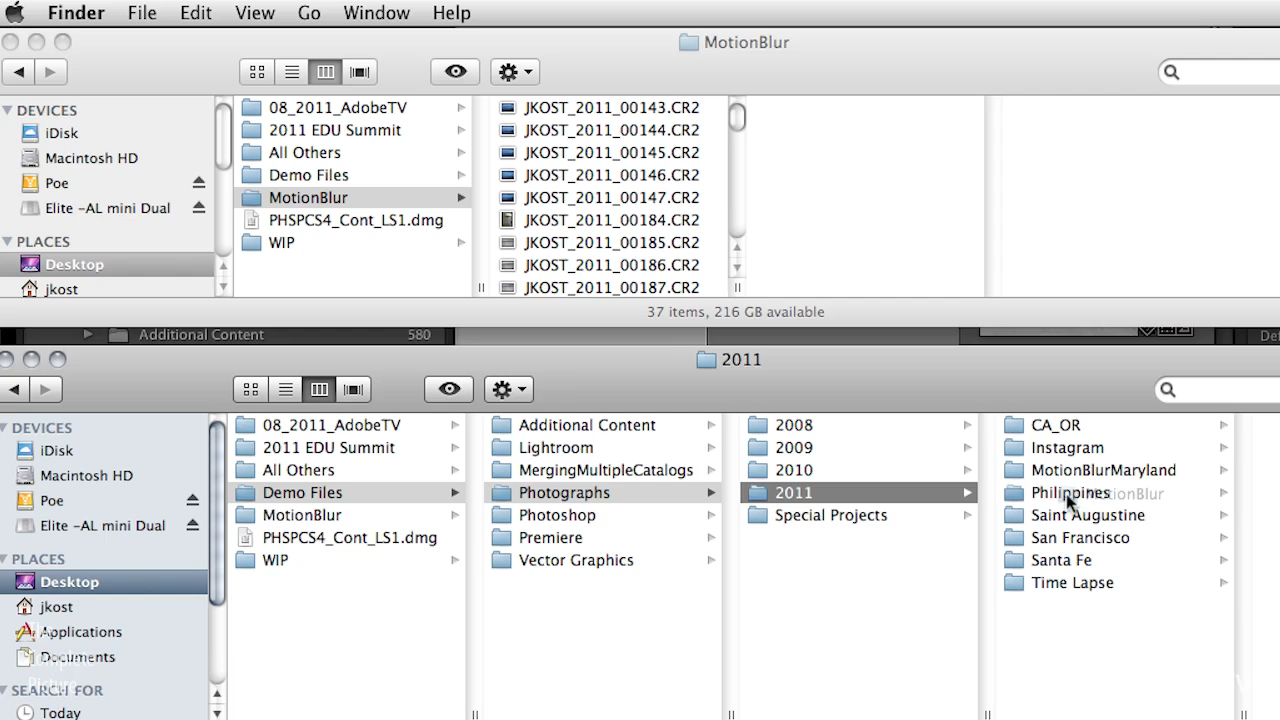 Finder File Edit View Go Window Help
MotionBlur
DEVICES
iDisk
Macintosh HD
Poe
Elite -AL mini Dual
PLACES
Desktop
jkost
08_2011_AdobeTV
2011 EDU Summit
All Others
Demo Files
MotionBlur
PHSPCS4_Cont_LS1.dmg
WIP
JKOST_2011_00143.CR2
JKOST_2011_00144.CR2
JKOST_2011_00145.CR2
JKOST_2011_00146.CR2
JKOST_2011_00147.CR2
JKOST_2011_00184.CR2
JKOST_2011_00185.CR2
JKOST_2011_00186.CR2
JKOST_2011_00187.CR2
37 items, 216 GB available
Additional Content 580
De
2011
DEVICES
iDisk
Macintosh HD
Poe
Elite -AL mini Dual
PLACES
Desktop
jkost
Applications
Documents
SEARCH FOR
Today
08_2011_AdobeTV
2011 EDU Summit
All Others
Demo Files
MotionBlur
PHSPCS4_Cont_LS1.dmg
WIP
Additional Content
Lightroom
MergingMultipleCatalogs
Photographs
Photoshop
Premiere
Vector Graphics
2008
2009
2010
2011
Special Projects
CA_OR
Instagram
MotionBlurMaryland
Philippines MotionBlur
Saint Augustine
San Francisco
Santa Fe
Time Lapse
The
Complete
Picture